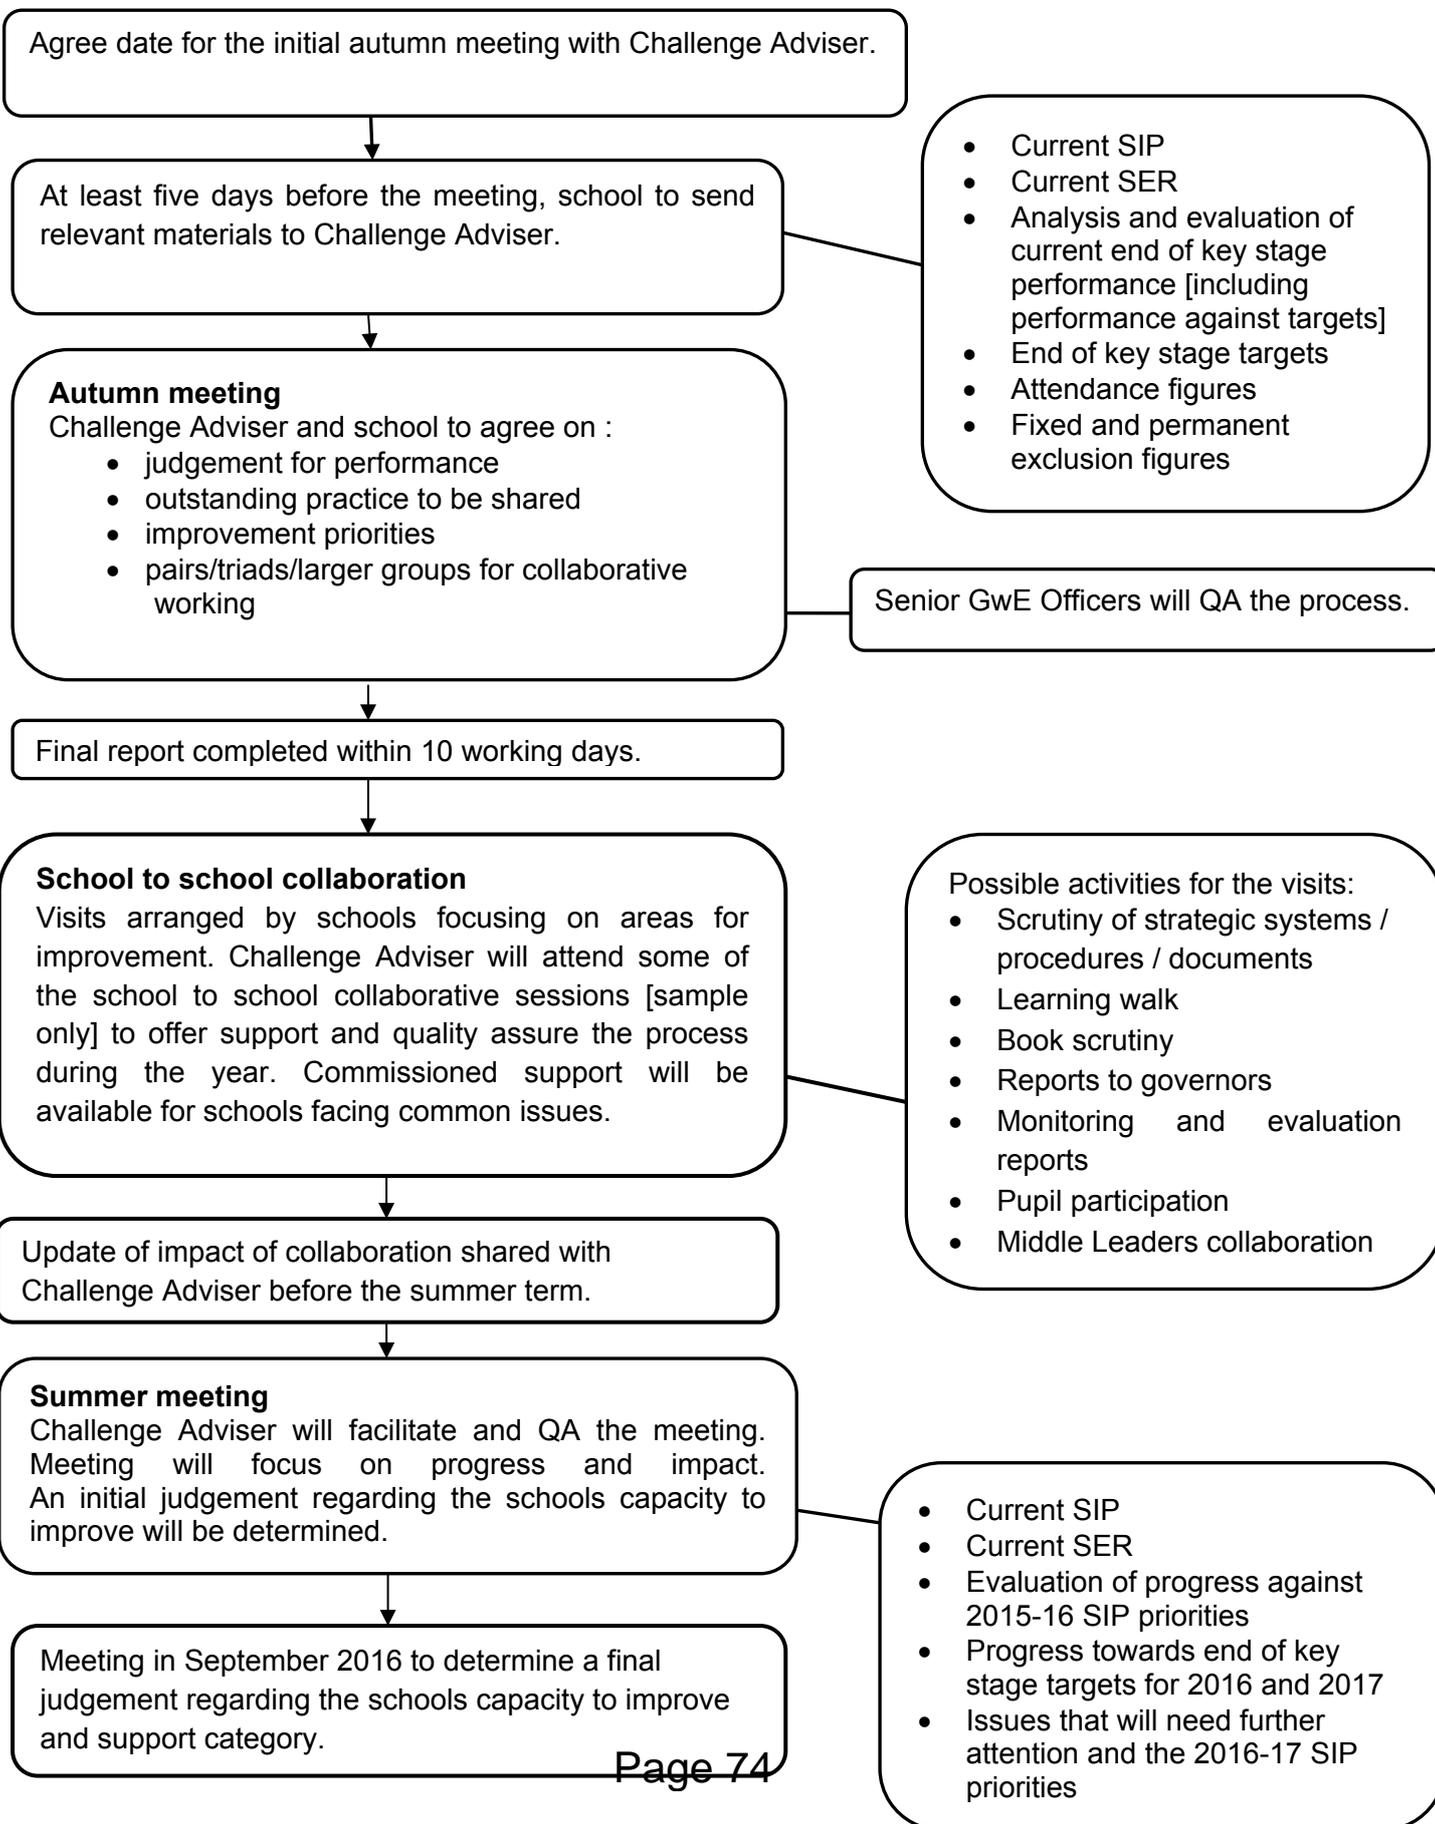 Agree date for the initial autumn meeting with Challenge Adviser.
At least five days before the meeting, school to send
relevant materials to Challenge Adviser.
• Current SIP
• Current SER
• Analysis and evaluation of
current end of key stage
performance [including
performance against targets]
• End of key stage targets
• Attendance figures
• Fixed and permanent
exclusion figures
Autumn meeting
Challenge Adviser and school to agree on :
• judgement for performance
• outstanding practice to be shared
• improvement priorities
• pairs/triads/larger groups for collaborative
working
Senior GwE Officers will QA the process.
Final report completed within 10 working days.
School to school collaboration
Visits arranged by schools focusing on areas for
improvement. Challenge Adviser will attend some of
the school to school collaborative sessions [sample
only] to offer support and quality assure the process
during the year. Commissioned support will be
available for schools facing common issues.
Possible activities for the visits:
• Scrutiny of strategic systems /
procedures / documents
• Learning walk
• Book scrutiny
• Reports to governors
• Monitoring and evaluation
reports
• Pupil participation
• Middle Leaders collaboration
Update of impact of collaboration shared with
Challenge Adviser before the summer term.
Summer meeting
Challenge Adviser will facilitate and QA the meeting.
Meeting will focus on progress and impact.
An initial judgement regarding the schools capacity to
improve will be determined.
• Current SIP
• Current SER
• Evaluation of progress against
2015-16 SIP priorities
• Progress towards end of key
stage targets for 2016 and 2017
• Issues that will need further
attention and the 2016-17 SIP
priorities
Meeting in September 2016 to determine a final
judgement regarding the schools capacity to improve
and support category.
Page 74